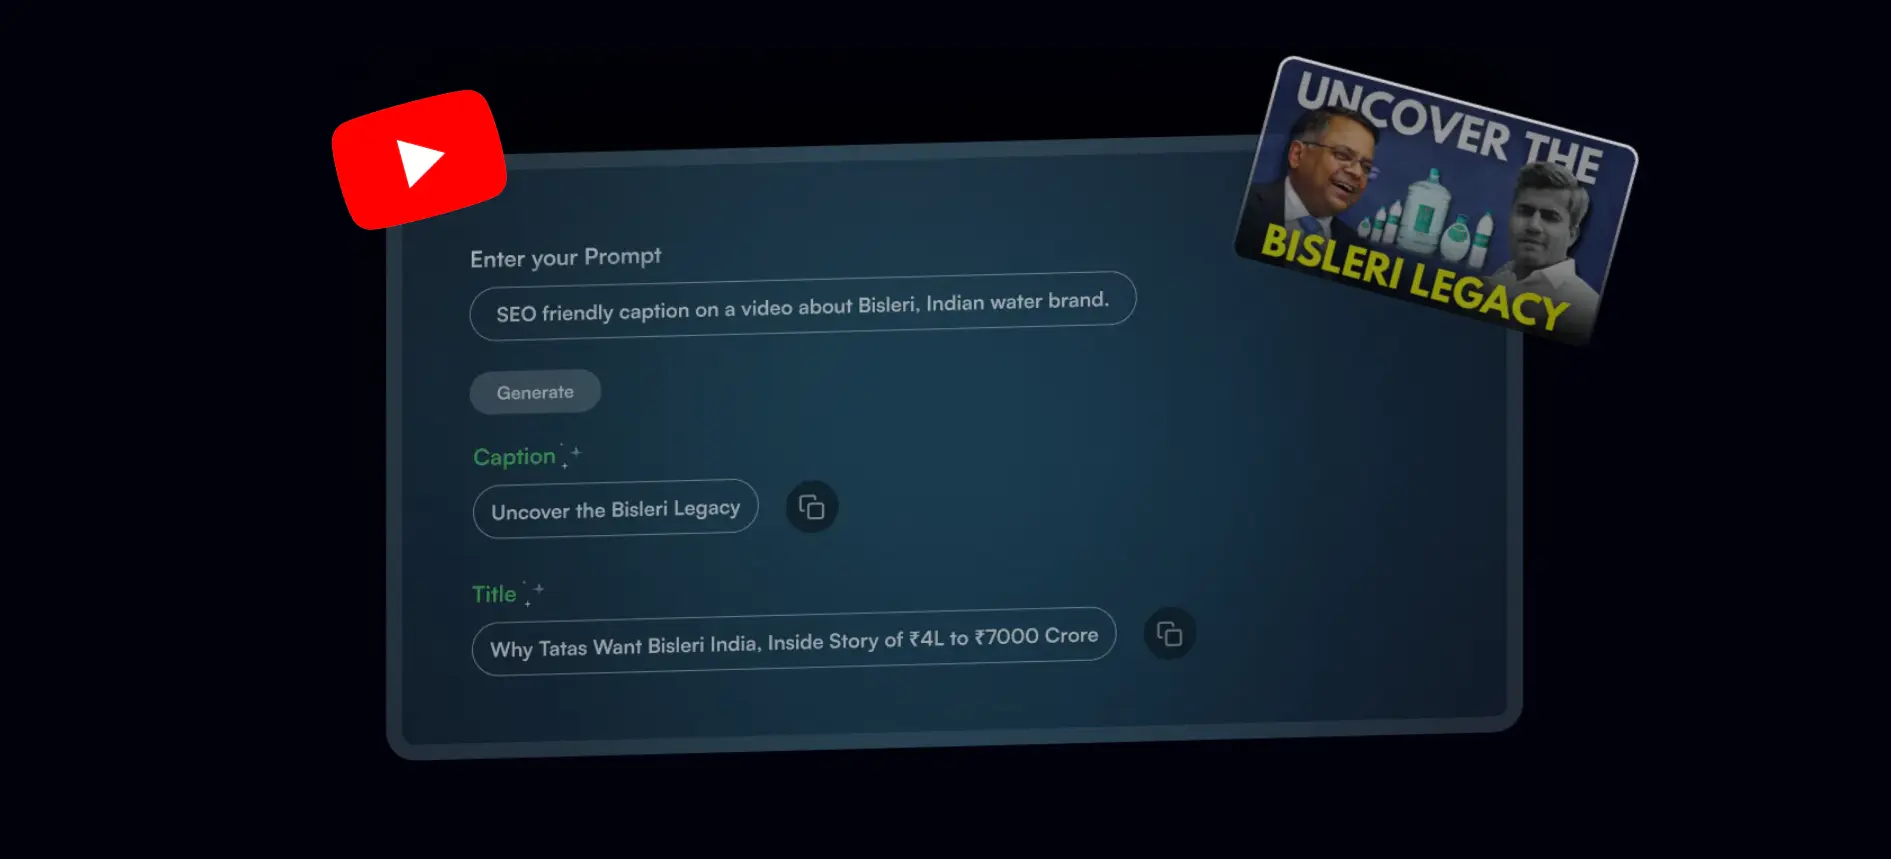 UNCOVER THE
BISLERI LEGACY
Enter your Prompt
SEO friendly caption on a video about Bisleri, Indian water brand.
Generate
Caption
Uncover the Bisleri Legacy
Title
Why Tatas Want Bisleri India, Inside Story of ₹4L to ₹7000 Crore